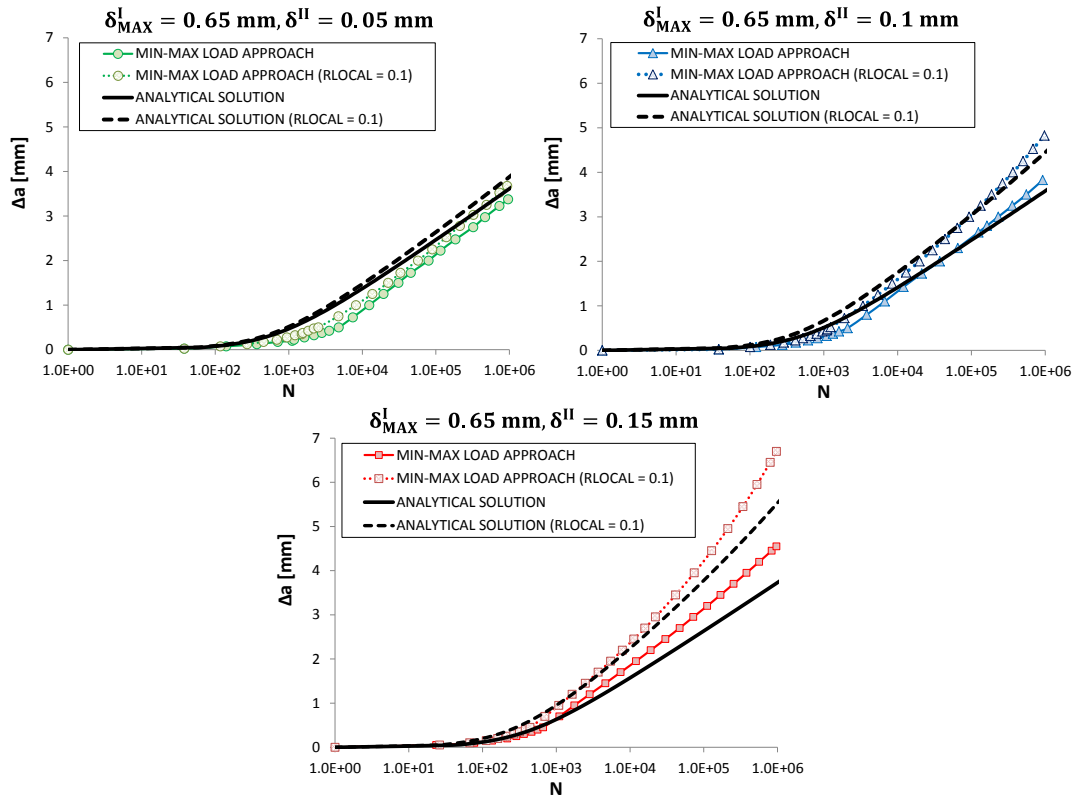 δᴵ_MAX = 0.65 mm, δᴵᴵ = 0.05 mm
7
6
5
4
3
2
1
0
Δa [mm]
MIN-MAX LOAD APPROACH
MIN-MAX LOAD APPROACH (RLOCAL = 0.1)
ANALYTICAL SOLUTION
ANALYTICAL SOLUTION (RLOCAL = 0.1)
1.0E+00 1.0E+01 1.0E+02 1.0E+03 1.0E+04 1.0E+05 1.0E+06
N
δᴵ_MAX = 0.65 mm, δᴵᴵ = 0.1 mm
7
6
5
4
3
2
1
0
Δa [mm]
MIN-MAX LOAD APPROACH
MIN-MAX LOAD APPROACH (RLOCAL = 0.1)
ANALYTICAL SOLUTION
ANALYTICAL SOLUTION (RLOCAL = 0.1)
1.0E+00 1.0E+01 1.0E+02 1.0E+03 1.0E+04 1.0E+05 1.0E+06
N
δᴵ_MAX = 0.65 mm, δᴵᴵ = 0.15 mm
7
6
5
4
3
2
1
0
Δa [mm]
MIN-MAX LOAD APPROACH
MIN-MAX LOAD APPROACH (RLOCAL = 0.1)
ANALYTICAL SOLUTION
ANALYTICAL SOLUTION (RLOCAL = 0.1)
1.0E+00 1.0E+01 1.0E+02 1.0E+03 1.0E+04 1.0E+05 1.0E+06
N